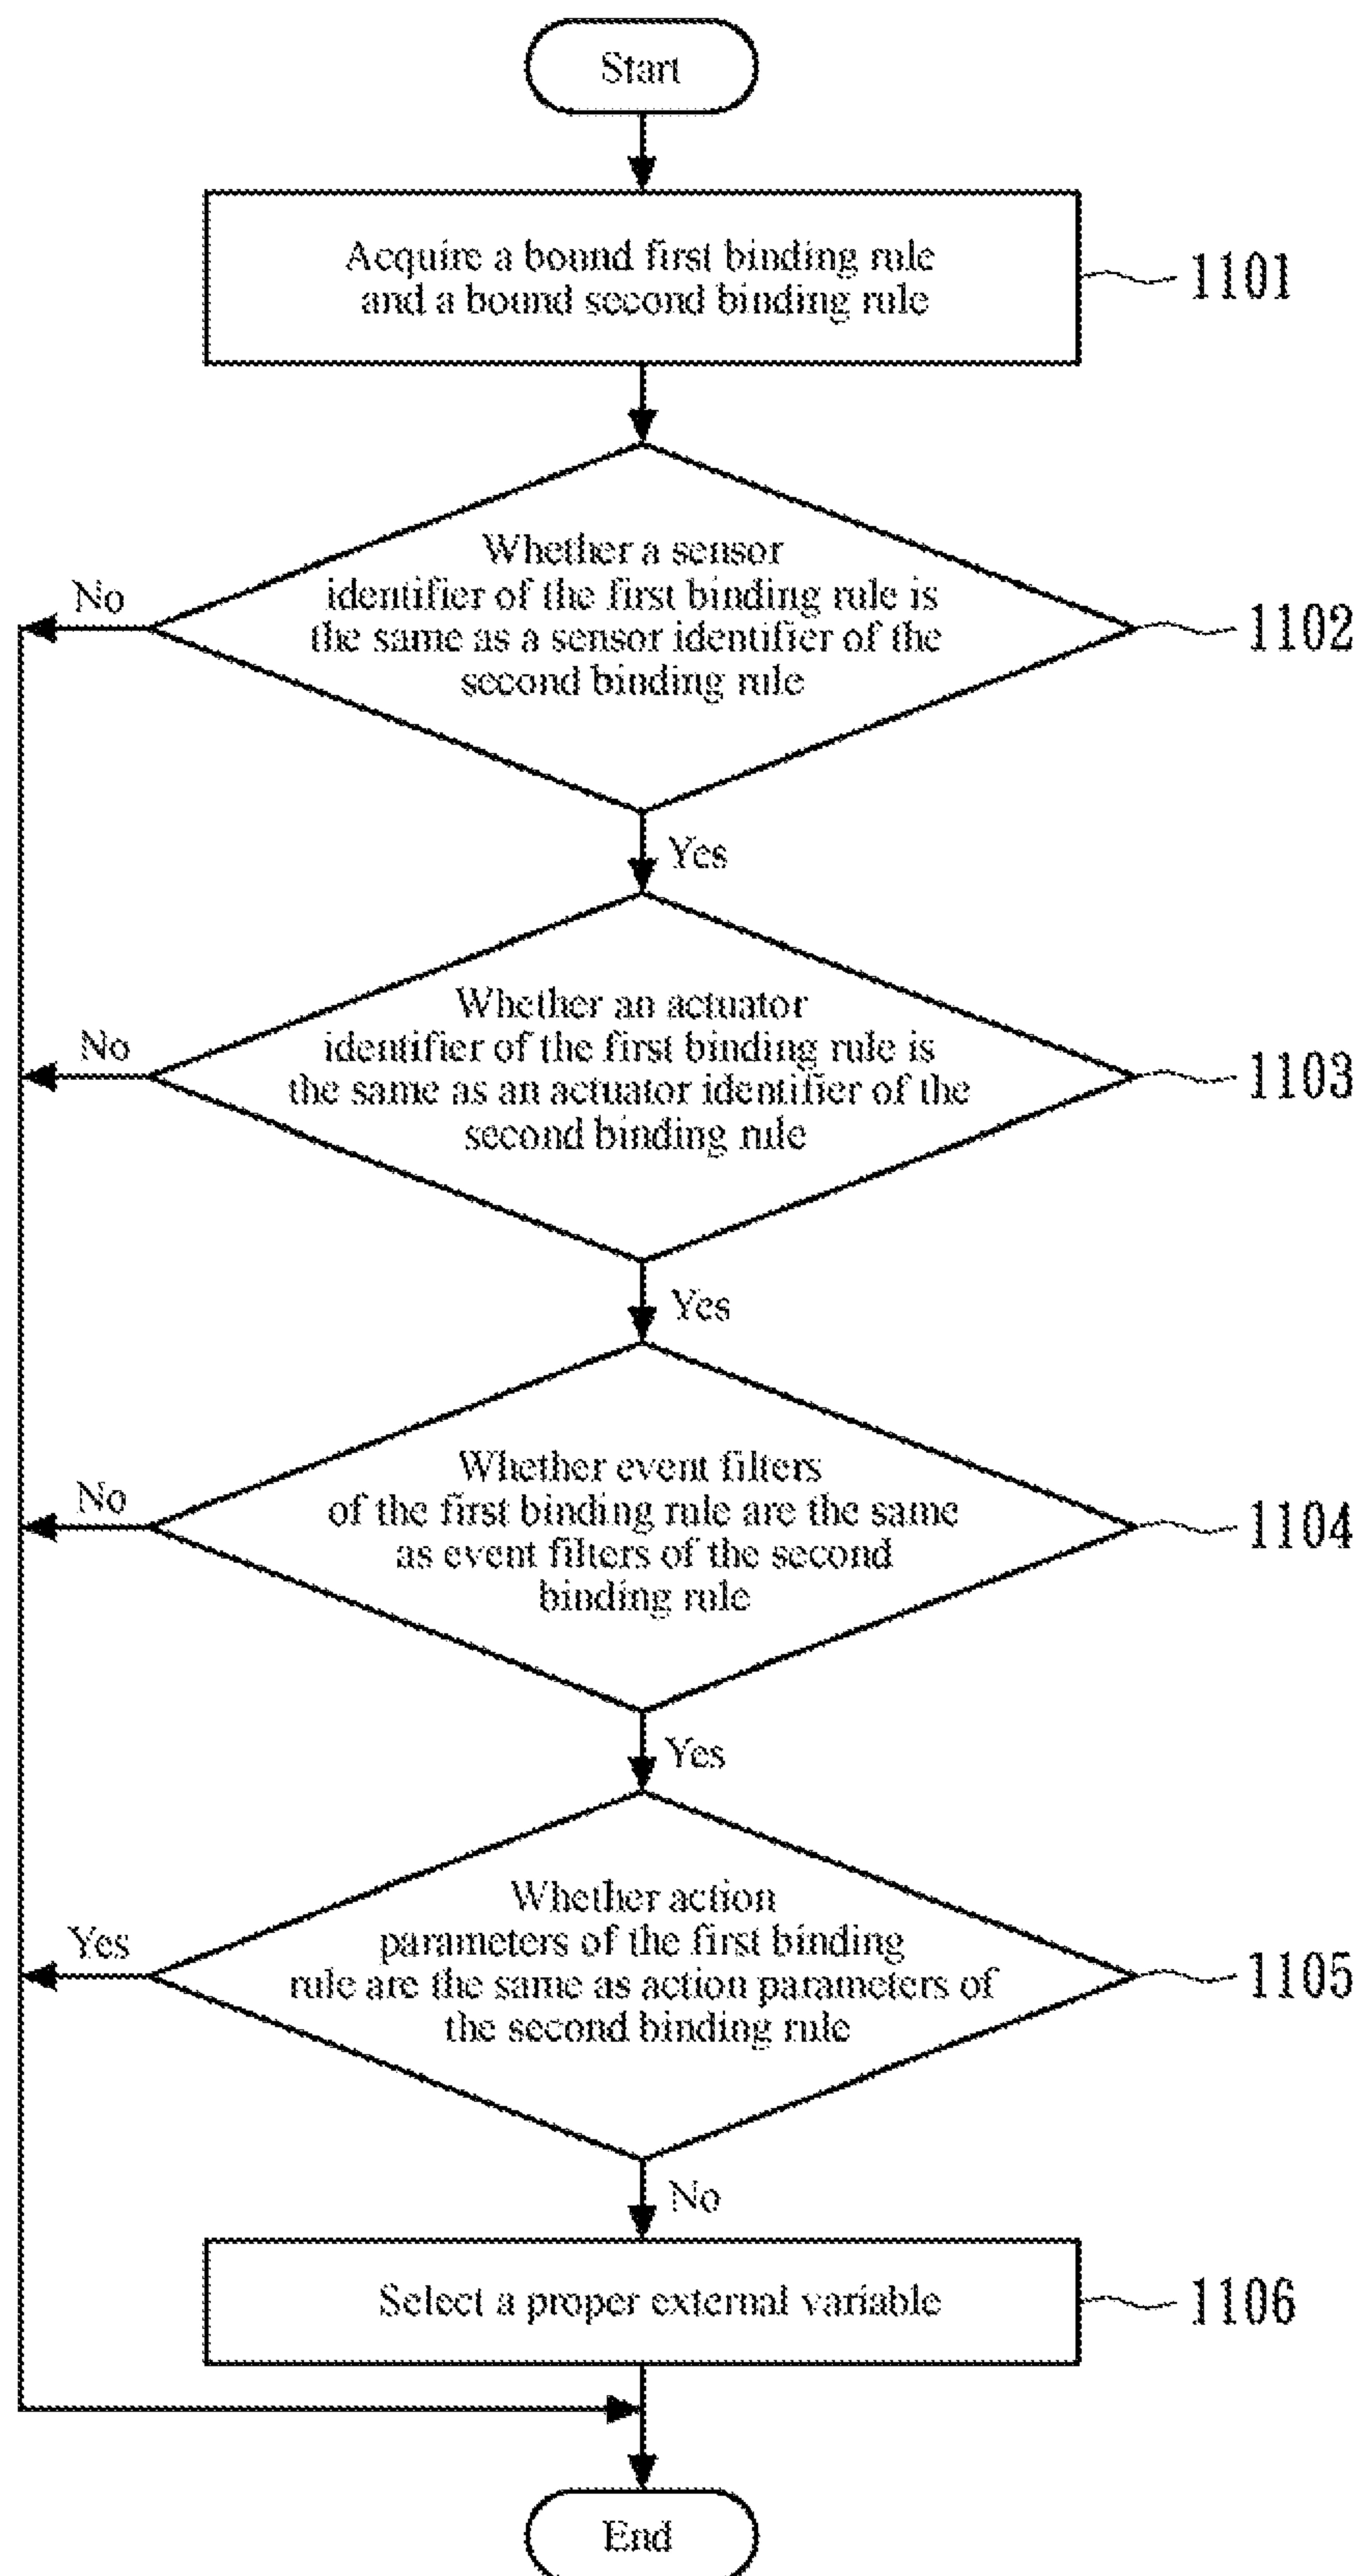 Start
Acquire a bound first binding rule
and a bound second binding rule
1101
Whether a sensor
identifier of the first binding rule is
the same as a sensor identifier of the
second binding rule
No
1102
Yes
Whether an actuator
identifier of the first binding rule is
the same as an actuator identifier of the
second binding rule
No
1103
Yes
Whether event filters
of the first binding rule are the same
as event filters of the second
binding rule
No
1104
Yes
Whether action
parameters of the first binding
rule are the same as action parameters of
the second binding rule
Yes
1105
No
Select a proper external variable
1106
End